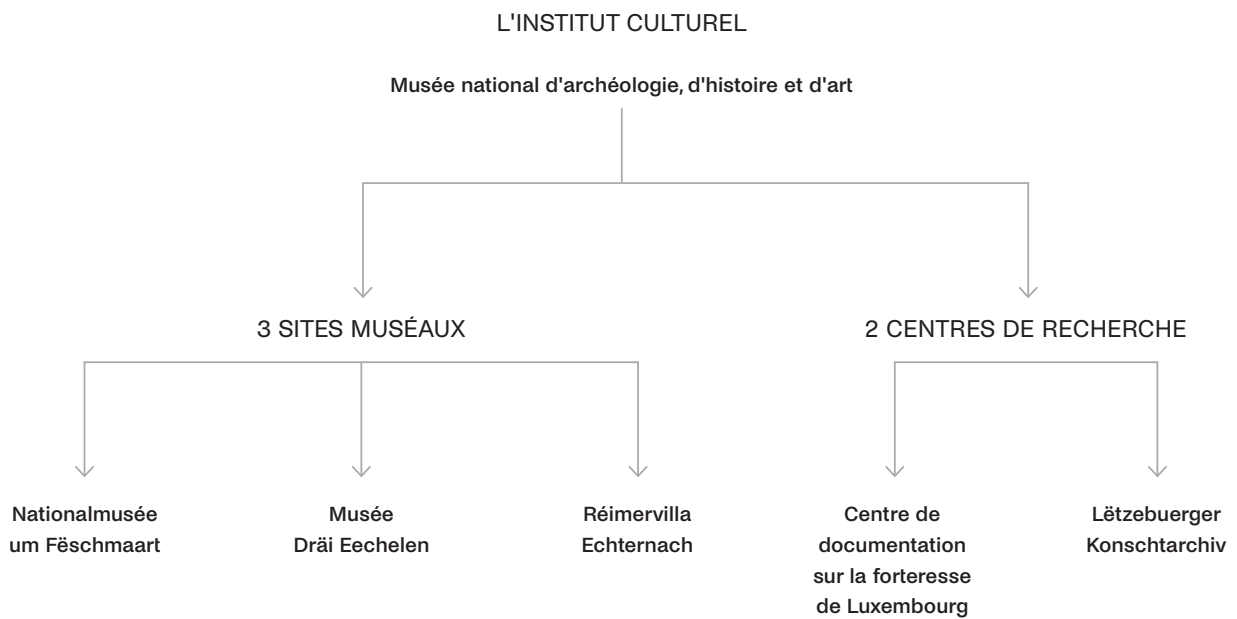 L'INSTITUT CULTUREL
Musée national d'archéologie, d'histoire et d'art
3 SITES MUSÉAUX
2 CENTRES DE RECHERCHE
Nationalmusée
um Fëschmaart
Musée
Dräi Eechelen
Réimervilla
Echternach
Centre de
documentation
sur la forteresse
de Luxembourg
Lëtzebuerger
Konschtarchiv